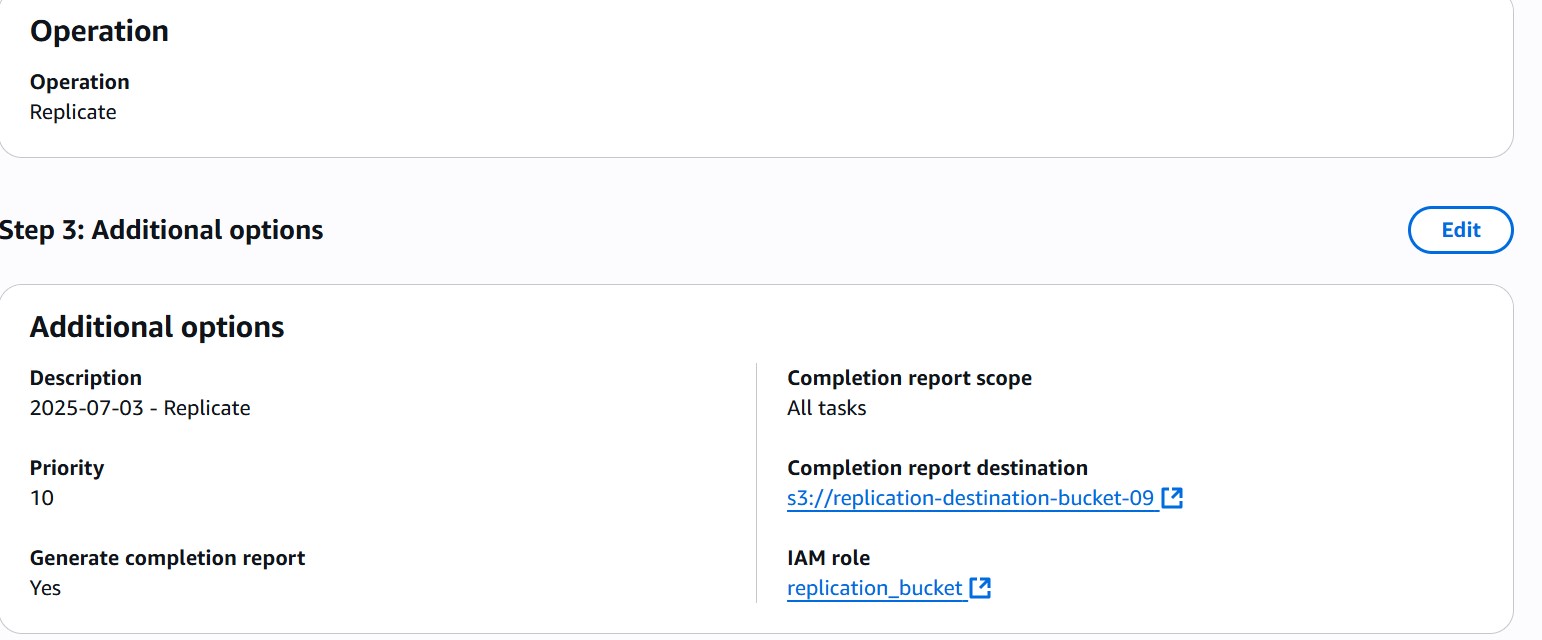 Operation
Operation
Replicate
Step 3: Additional options
Edit
Additional options
Description
2025-07-03 - Replicate
Priority
10
Generate completion report
Yes
Completion report scope
All tasks
Completion report destination
s3://replication-destination-bucket-09
IAM role
replication_bucket